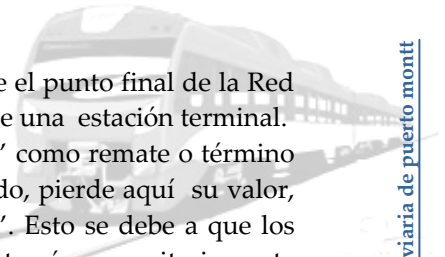 e el punto final de la Red
e una estación terminal.
’ como remate o término
do, pierde aquí su valor,
’. Esto se debe a que los
viaria de puerto montt